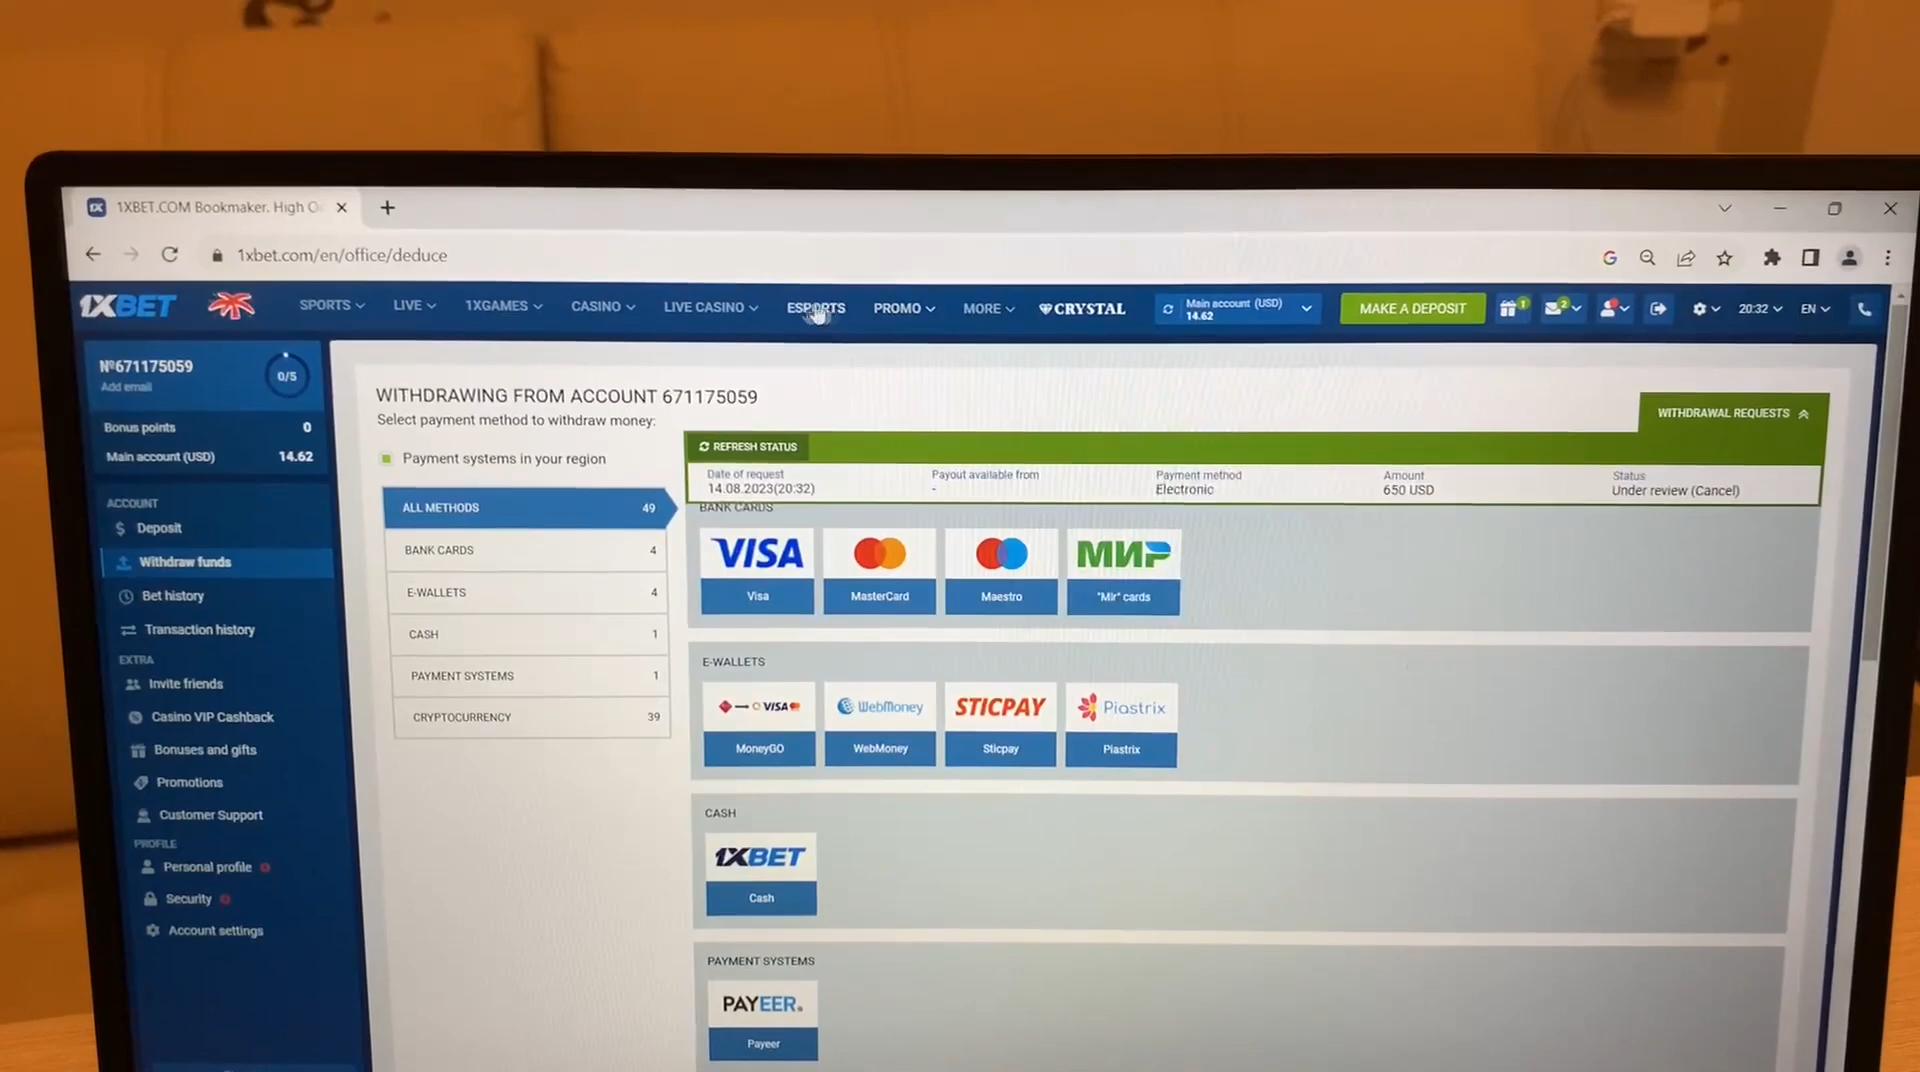 1XBET.COM Bookmaker. High O
1xbet.com/en/office/deduce
1XBET
SPORTS
LIVE
1XGAMES
CASINO
LIVE CASINO
ESPORTS
PROMO
MORE
CRYSTAL
Main account (USD)
14.62
MAKE A DEPOSIT
1
2
20:32
EN
№671175059
Add email
0/5
Bonus points 0
Main account (USD) 14.62
ACCOUNT
Deposit
Withdraw funds
Bet history
Transaction history
EXTRA
Invite friends
Casino VIP Cashback
Bonuses and gifts
Promotions
Customer Support
PROFILE
Personal profile
Security
Account settings
WITHDRAWING FROM ACCOUNT 671175059
Select payment method to withdraw money:
WITHDRAWAL REQUESTS
Payment systems in your region
REFRESH STATUS
Date of request
14.08.2023(20:32)
Payout available from
-
Payment method
Electronic
Amount
650 USD
Status
Under review (Cancel)
ALL METHODS 49
BANK CARDS 4
E-WALLETS 4
CASH 1
PAYMENT SYSTEMS 1
CRYPTOCURRENCY 39
BANK CARDS
VISA
МИР
Visa
MasterCard
Maestro
"Mir" cards
E-WALLETS
VISA
WebMoney
STICPAY
Piastrix
MoneyGO
WebMoney
Sticpay
Piastrix
CASH
1XBET
Cash
PAYMENT SYSTEMS
PAYEER
Payeer